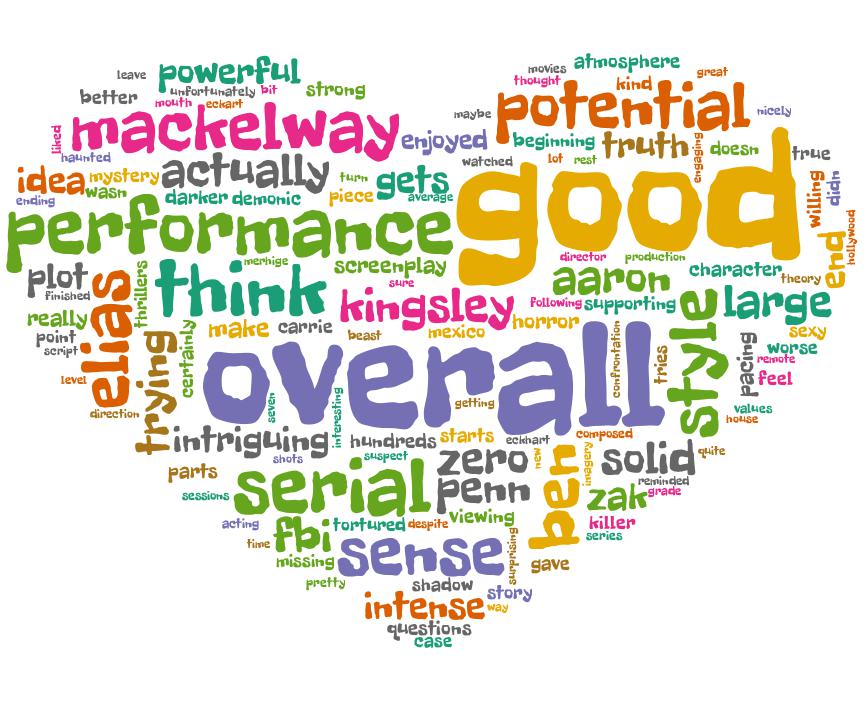 leave
powerful
unfortunately
bit
strong
better
mouth
eckart
liked
mackelway
enjoyed
haunted
idea
mystery
wasn
actually
turn
gets
ending
darker
demonic
piece
average
performance
good
merhige
screenplay
plot
finished
thrillers
think
sure
kingsley
elias
really
point
script
level
direction
trying
certainly
make
carrie
beast
mexico
horror
movies
atmosphere
thought
kind
great
maybe
potential
nicely
beginning
truth
engaging
doesn
true
watched
lot
rest
willing
didn
hollywood
end
director
production
aaron
character
theory
following
supporting
style
large
sexy
worse
remote
feel
pacing
values
house
overall
confrontation
tries
getting
seven
interesting
intriguing
hundreds
starts
eckhart
composed
shots
suspect
zero
new
ben
imagery
solid
quite
parts
sessions
serial
penn
reminded
grade
zak
acting
fbi
tortured
despite
viewing
killer
series
time
missing
sense
surprising
gave
pretty
shadow
story
intense
way
questions
case